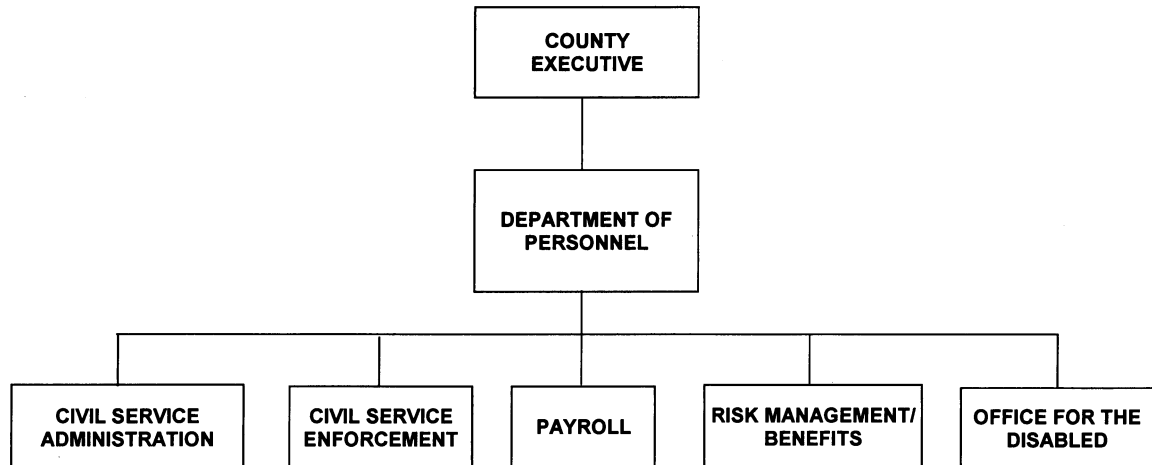 COUNTY
EXECUTIVE
DEPARTMENT OF
PERSONNEL
CIVIL SERVICE
ADMINISTRATION
CIVIL SERVICE
ENFORCEMENT
PAYROLL
RISK MANAGEMENT/
BENEFITS
OFFICE FOR THE
DISABLED